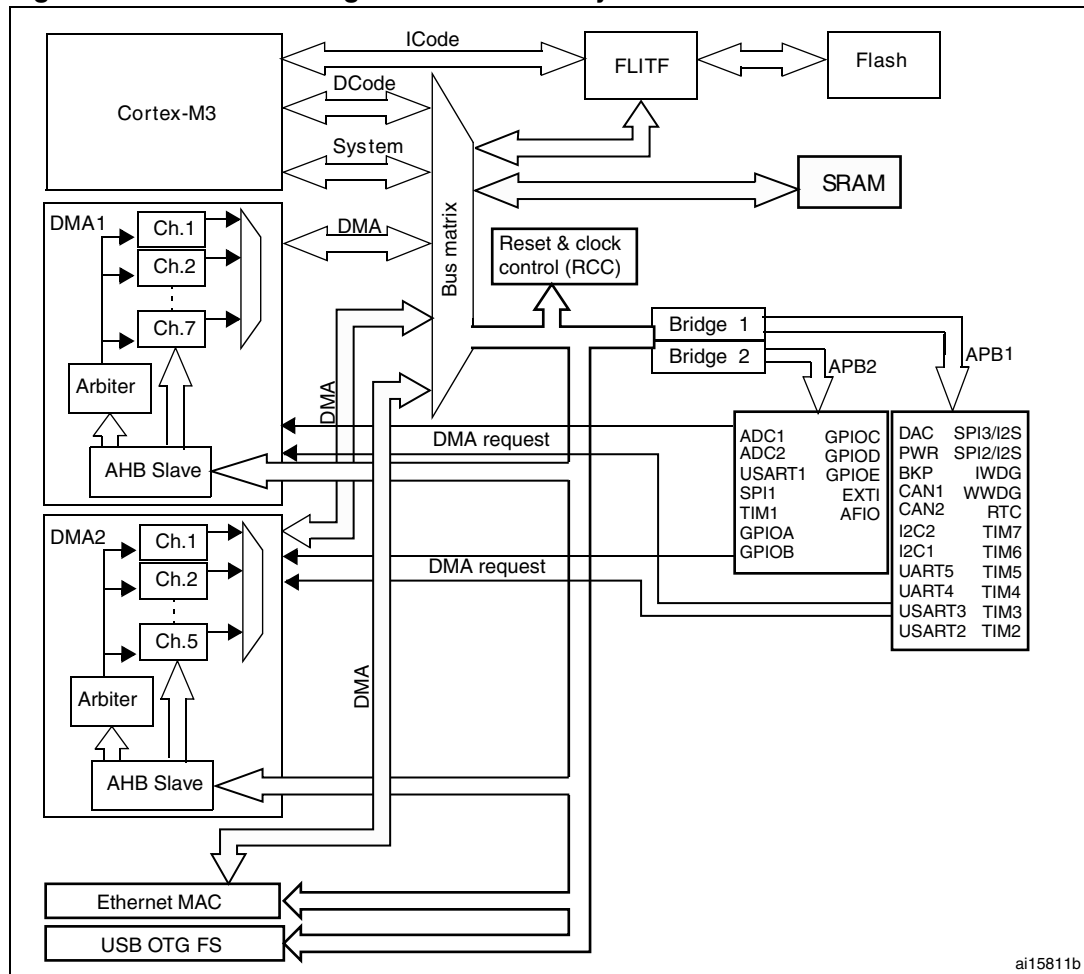 ICode
FLITF
Flash
DCode
Cortex-M3
System
SRAM
Bus matrix
DMA1
Ch.1
DMA
Reset & clock
control (RCC)
Ch.2
Ch.7
Bridge 1
Bridge 2
APB1
APB2
Arbiter
DMA
DMA request
AHB Slave
ADC1 GPIOC
ADC2 GPIOD
USART1 GPIOE
SPI1 EXTI
TIM1 AFIO
GPIOA
GPIOB
DAC SPI3/I2S
PWR SPI2/I2S
BKP IWDG
CAN1 WWDG
CAN2 RTC
I2C2 TIM7
I2C1 TIM6
UART5 TIM5
UART4 TIM4
USART3 TIM3
USART2 TIM2
DMA2
Ch.1
Ch.2
DMA request
Ch.5
DMA
Arbiter
AHB Slave
Ethernet MAC
USB OTG FS
ai15811b